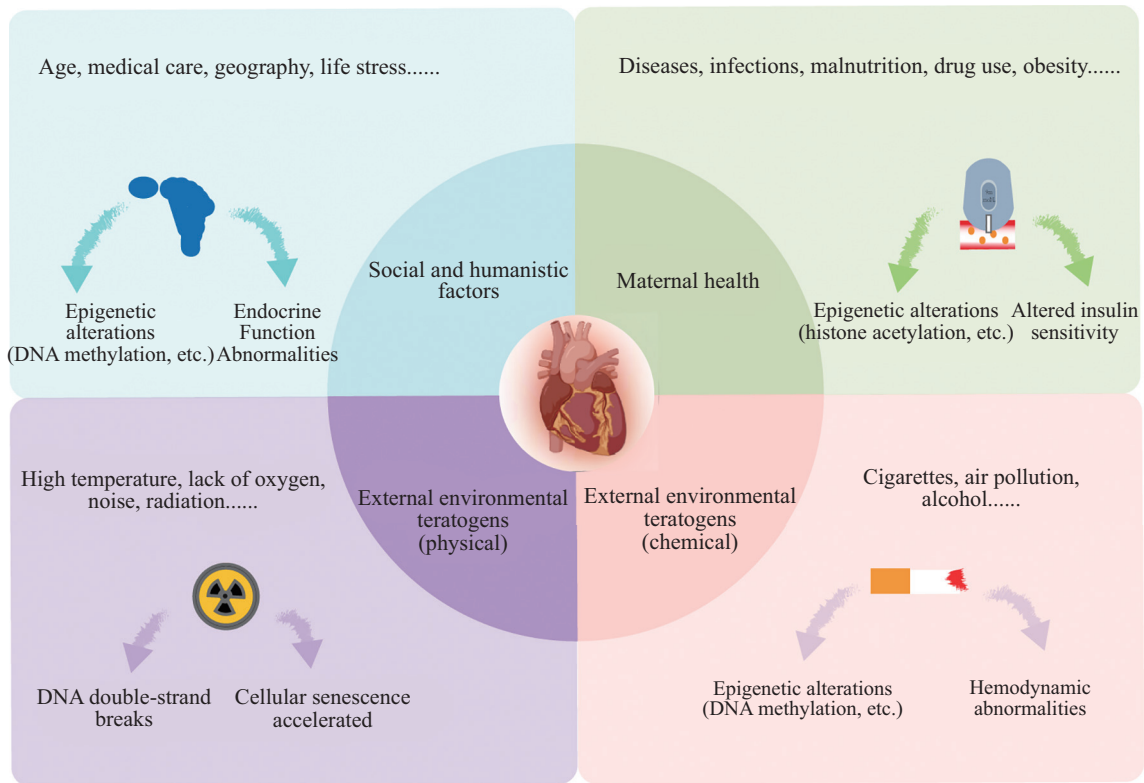 Age, medical care, geography, life stress......
Epigenetic
alterations
(DNA methylation, etc.)
Endocrine
Function
Abnormalities
Social and humanistic
factors
Diseases, infections, malnutrition, drug use, obesity......
Maternal health
Epigenetic alterations
(histone acetylation, etc.)
Altered insulin
sensitivity
High temperature, lack of oxygen,
noise, radiation......
External environmental
teratogens
(physical)
DNA double-strand
breaks
Cellular senescence
accelerated
External environmental
teratogens
(chemical)
Cigarettes, air pollution,
alcohol......
Epigenetic alterations
(DNA methylation, etc.)
Hemodynamic
abnormalities